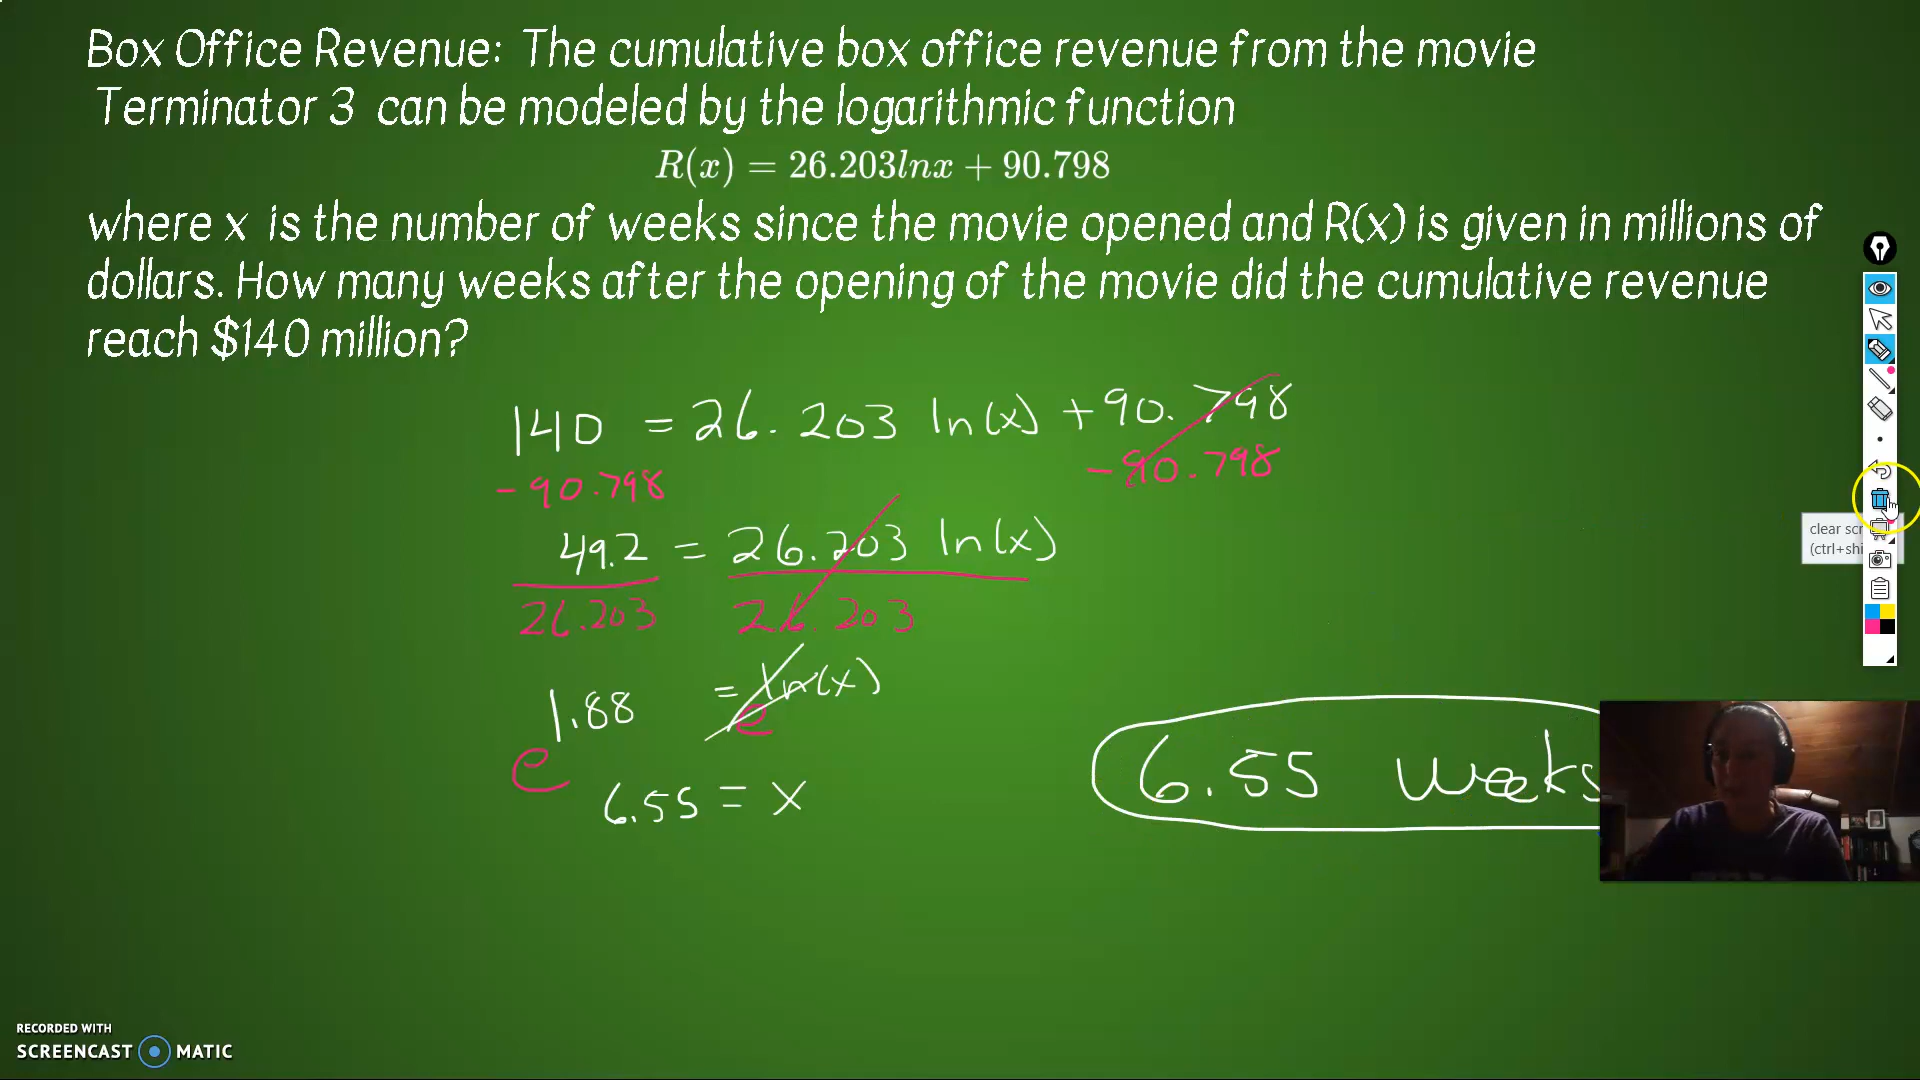 Box Office Revenue: The cumulative box office revenue from the movie
Terminator 3 can be modeled by the logarithmic function
R(x) = 26.203lnx + 90.798
where x is the number of weeks since the movie opened and R(x) is given in millions of
dollars. How many weeks after the opening of the movie did the cumulative revenue
reach $140 million?
140 = 26.203 ln(x) + 90.798
- 90.798 - 90.798
49.2 = 26.203 ln(x)
26.203 26.203
1.88 = ln(x)
e e
6.55 = x
6.55 weeks
clear scr
(ctrl+shi
RECORDED WITH
SCREENCAST MATIC